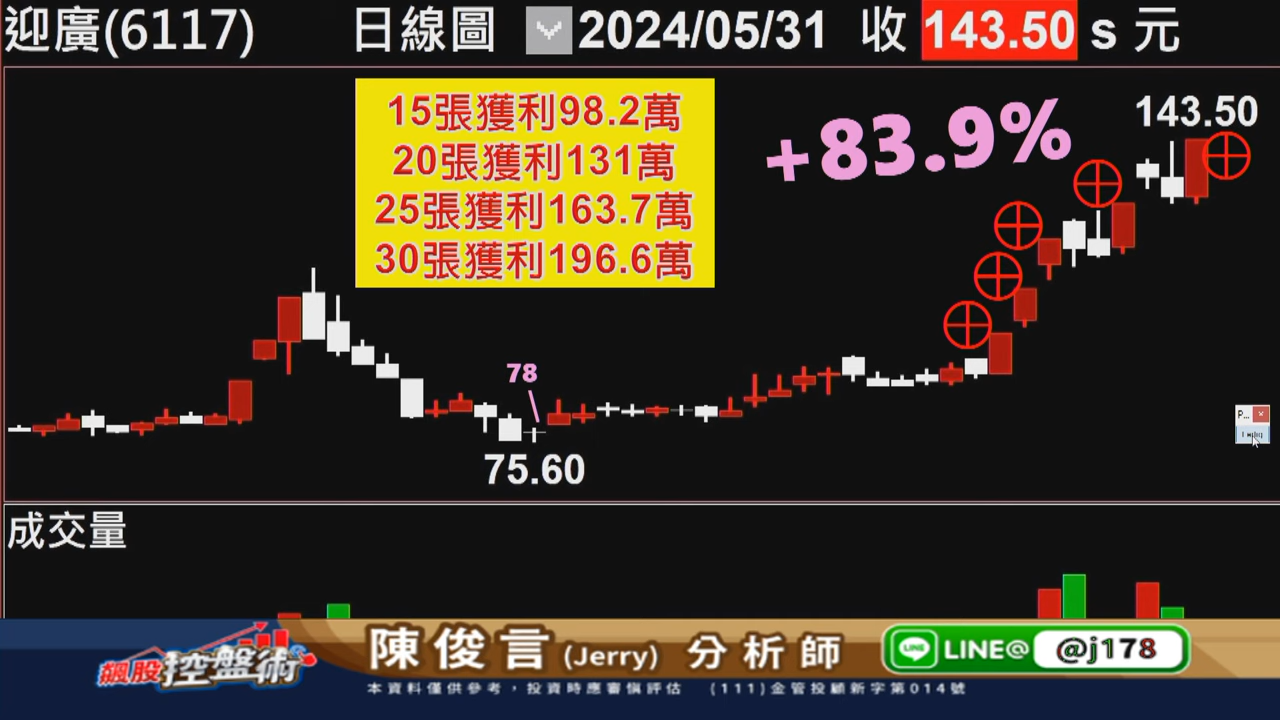 迎廣(6117) 日線圖 2024/05/31 收 143.50 s 元
15張獲利98.2萬
20張獲利131萬
25張獲利163.7萬
30張獲利196.6萬
+83.9%
143.50
78
75.60
P...
成交量
飆股控盤術
陳俊言(Jerry) 分析師
LINE@ @j178
本資料僅供參考，投資時應審慎評估 (111)金管投顧新字第014號